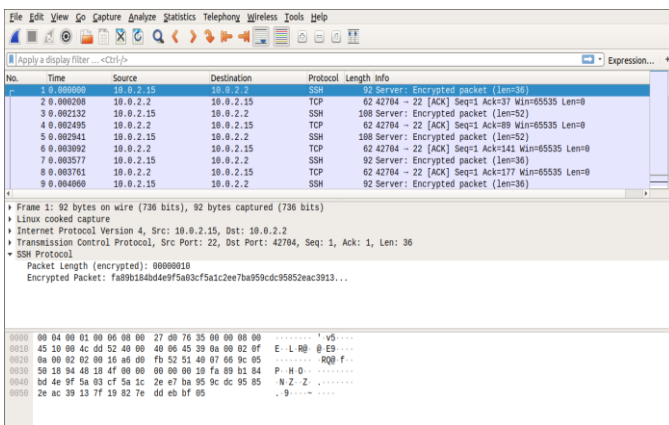 File Edit View Go Capture Analyze Statistics Telephony Wireless Tools Help
Apply a display filter ... <Ctrl-/> Expression... +
No. Time Source Destination Protocol Length Info
1 0.000000 10.0.2.15 10.0.2.2 SSH 92 Server: Encrypted packet (len=36)
2 0.000208 10.0.2.2 10.0.2.15 TCP 62 42704 → 22 [ACK] Seq=1 Ack=37 Win=65535 Len=0
3 0.002132 10.0.2.15 10.0.2.2 SSH 108 Server: Encrypted packet (len=52)
4 0.002495 10.0.2.2 10.0.2.15 TCP 62 42704 → 22 [ACK] Seq=1 Ack=89 Win=65535 Len=0
5 0.002941 10.0.2.15 10.0.2.2 SSH 108 Server: Encrypted packet (len=52)
6 0.003092 10.0.2.2 10.0.2.15 TCP 62 42704 → 22 [ACK] Seq=1 Ack=141 Win=65535 Len=0
7 0.003577 10.0.2.15 10.0.2.2 SSH 92 Server: Encrypted packet (len=36)
8 0.003761 10.0.2.2 10.0.2.15 TCP 62 42704 → 22 [ACK] Seq=1 Ack=177 Win=65535 Len=0
9 0.004060 10.0.2.15 10.0.2.2 SSH 92 Server: Encrypted packet (len=36)
Frame 1: 92 bytes on wire (736 bits), 92 bytes captured (736 bits)
Linux cooked capture
Internet Protocol Version 4, Src: 10.0.2.15, Dst: 10.0.2.2
Transmission Control Protocol, Src Port: 22, Dst Port: 42704, Seq: 1, Ack: 1, Len: 36
SSH Protocol
Packet Length (encrypted): 00000010
Encrypted Packet: fa89b184bd4e9f5a03cf5a1c2ee7ba959cdc95852eac3913...
0000 00 04 00 01 00 06 08 00 27 d0 76 35 00 00 08 00 ········ '·v5····
0010 45 10 00 4c dd 52 40 00 40 06 45 39 0a 00 02 0f E··L·R@· @·E9····
0020 0a 00 02 02 00 16 a6 d0 fb 52 51 40 07 66 9c 05 ········ ·RQ@·f··
0030 50 18 94 48 18 4f 00 00 00 00 00 10 fa 89 b1 84 P··H·O·· ········
0040 bd 4e 9f 5a 03 cf 5a 1c 2e e7 ba 95 9c dc 95 85 ·N·Z··Z· .·······
0050 2e ac 39 13 7f 19 82 7e dd eb bf 05 .·9····~ ····